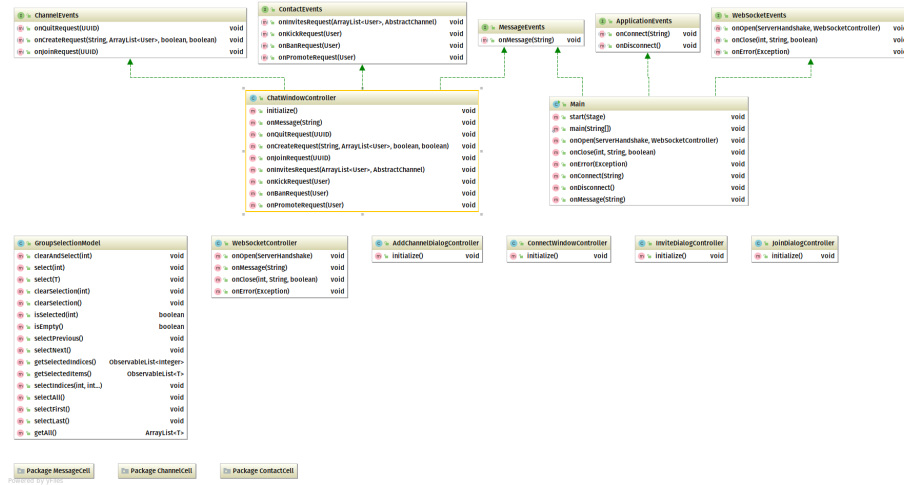 ChannelEvents
onQuitRequest(UUID) void
onCreateRequest(String, ArrayList<User>, boolean, boolean) void
onJoinRequest(UUID) void
ContactEvents
onInvitesRequest(ArrayList<User>, AbstractChannel) void
onKickRequest(User) void
onBanRequest(User) void
onPromoteRequest(User) void
MessageEvents
onMessage(String) void
ApplicationEvents
onConnect(String) void
onDisconnect() void
WebSocketEvents
onOpen(ServerHandshake, WebSocketController) void
onClose(int, String, boolean) void
onError(Exception) void
ChatWindowController
initialize() void
onMessage(String) void
onQuitRequest(UUID) void
onCreateRequest(String, ArrayList<User>, boolean, boolean) void
onJoinRequest(UUID) void
onInvitesRequest(ArrayList<User>, AbstractChannel) void
onKickRequest(User) void
onBanRequest(User) void
onPromoteRequest(User) void
Main
start(Stage) void
main(String[]) void
onOpen(ServerHandshake, WebSocketController) void
onClose(int, String, boolean) void
onError(Exception) void
onConnect(String) void
onDisconnect() void
onMessage(String) void
GroupSelectionModel
clearAndSelect(int) void
select(int) void
select(T) void
clearSelection(int) void
clearSelection() void
isSelected(int) boolean
isEmpty() boolean
selectPrevious() void
selectNext() void
getSelectedIndices() ObservableList<Integer>
getSelectedItems() ObservableList<T>
selectIndices(int, int...) void
selectAll() void
selectFirst() void
selectLast() void
getAll() ArrayList<T>
WebSocketController
onOpen(ServerHandshake) void
onMessage(String) void
onClose(int, String, boolean) void
onError(Exception) void
AddChannelDialogController
initialize() void
ConnectWindowController
initialize() void
InviteDialogController
initialize() void
JoinDialogController
initialize() void
Package MessageCell
Package ChannelCell
Package ContactCell
Powered by yFiles